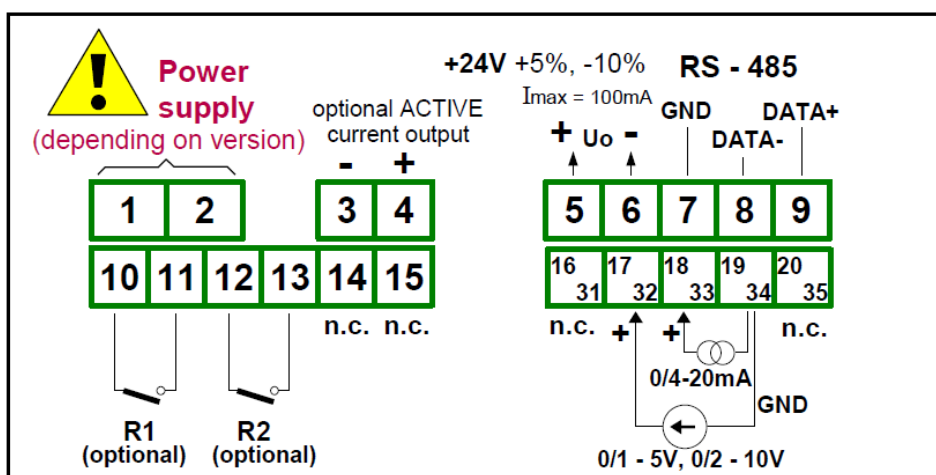 Power
supply
(depending on version)
optional ACTIVE
current output
- +
+24V +5%, -10%
Imax = 100mA
+ Uo -
RS - 485
GND
DATA-
DATA+
1 2 3 4 5 6 7 8 9
10 11 12 13 14 15
16 17 18 19 20
31 32 33 34 35
n.c. n.c. n.c. + + n.c.
0/4-20mA
GND
R1
(optional)
R2
(optional)
0/1 - 5V, 0/2 - 10V